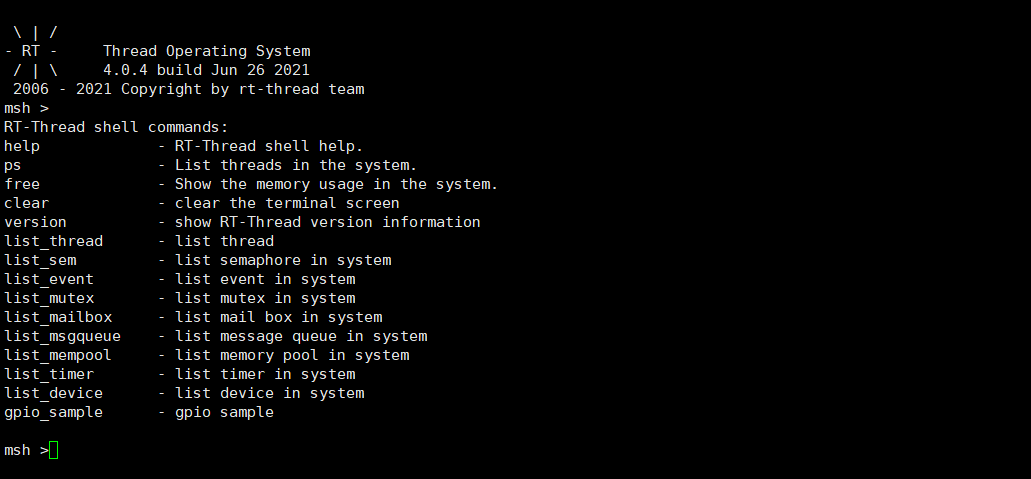 \ | /
- RT -     Thread Operating System
 / | \     4.0.4 build Jun 26 2021
 2006 - 2021 Copyright by rt-thread team
msh >
RT-Thread shell commands:
help             - RT-Thread shell help.
ps               - List threads in the system.
free             - Show the memory usage in the system.
clear            - clear the terminal screen
version          - show RT-Thread version information
list_thread      - list thread
list_sem         - list semaphore in system
list_event       - list event in system
list_mutex       - list mutex in system
list_mailbox     - list mail box in system
list_msgqueue    - list message queue in system
list_mempool     - list memory pool in system
list_timer       - list timer in system
list_device      - list device in system
gpio_sample      - gpio sample
msh >